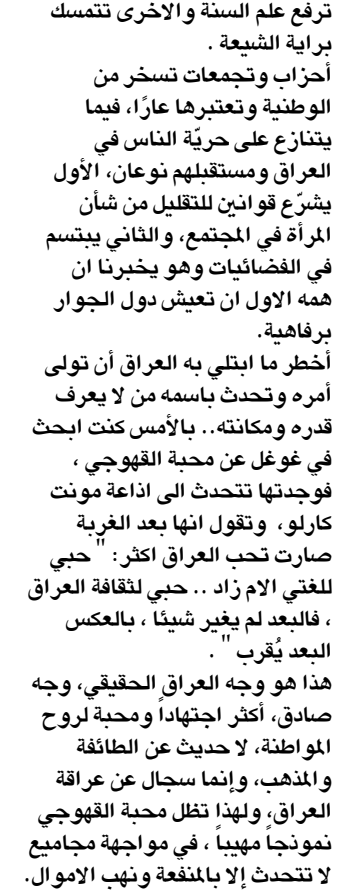 ترفع علم السنة والاخرى تتمسك
براية الشيعة .
أحزاب وتجمعات تسخر من
الوطنية وتعتبرها عارًا، فيما
يتنازع على حريّة الناس في
العراق ومستقبلهم نوعان، الأول
يشرّع قوانين للتقليل من شأن
المرأة في المجتمع، والثاني يبتسم
في الفضائيات وهو يخبرنا ان
همه الاول ان تعيش دول الجوار
برفاهية.
أخطر ما ابتلي به العراق أن تولى
أمره وتحدث باسمه من لا يعرف
قدره ومكانته.. بالأمس كنت ابحث
في غوغل عن محبة القهوجي ،
فوجدتها تتحدث الى اذاعة مونت
كارلو، وتقول انها بعد الغربة
صارت تحب العراق اكثر: " حبي
للغتي الام زاد .. حبي لثقافة العراق
، فالبعد لم يغير شيئا ، بالعكس
البعد يُقرب " .
هذا هو وجه العراق الحقيقي، وجه
صادق، أكثر اجتهاداً ومحبة لروح
المواطنة، لا حديث عن الطائفة
والمذهب، وإنما سجال عن عراقة
العراق، ولهذا تظل محبة القهوجي
نموذجاً مهيباً ، في مواجهة مجاميع
لا تتحدث إلا بالمنفعة ونهب الاموال.